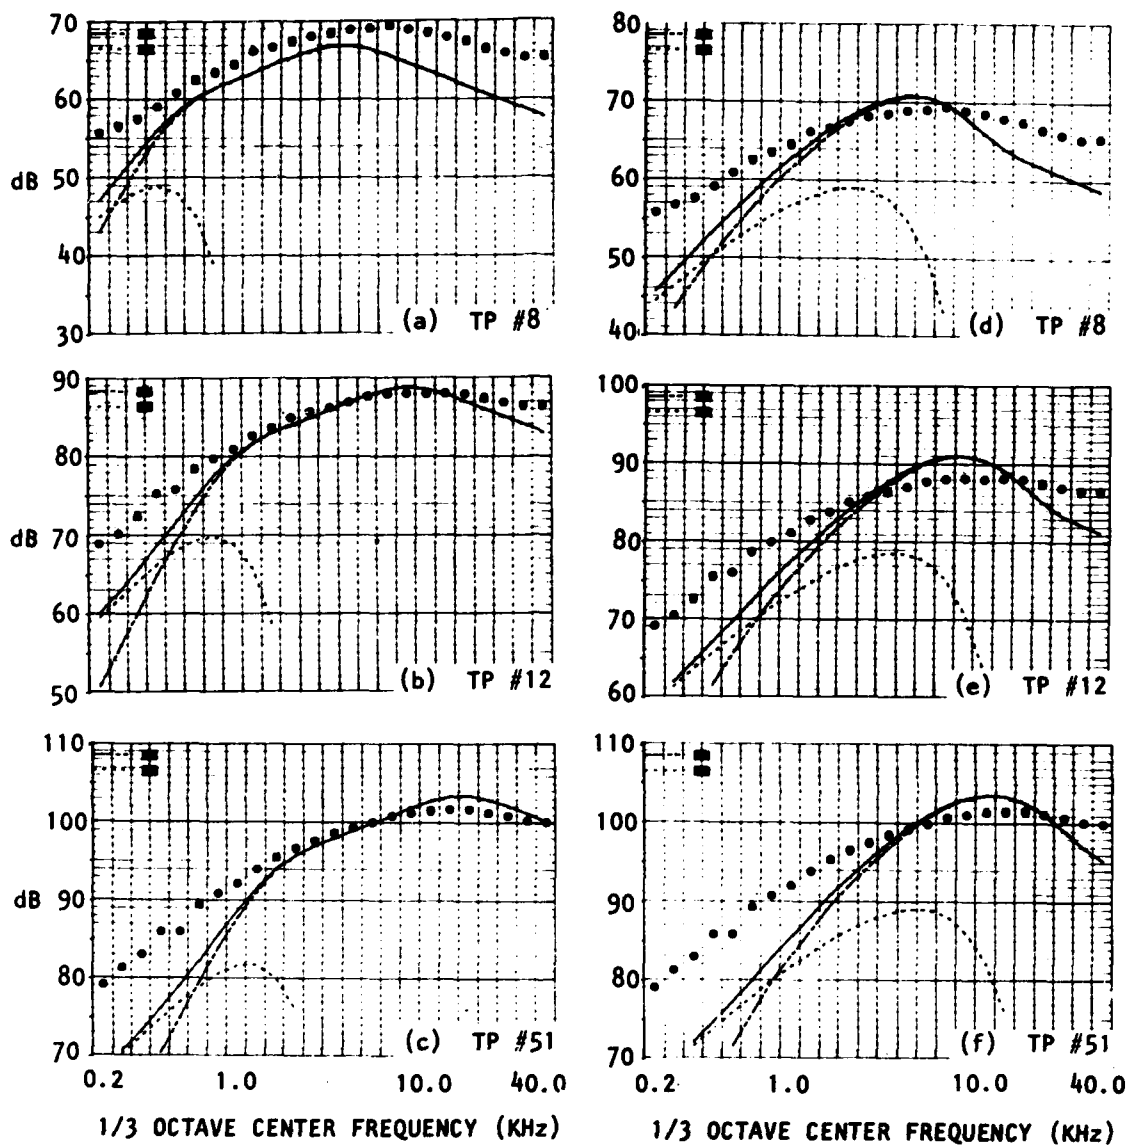 70
60
dB
50
40
30
(a) TP #8
80
70
60
50
40
(d) TP #8
90
80
dB
70
60
50
(b) TP #12
100
90
80
70
60
(e) TP #12
110
100
dB
90
80
70
(c) TP #51
0.2 1.0 10.0 40.0
1/3 OCTAVE CENTER FREQUENCY (KHz)
110
100
90
80
70
(f) TP #51
0.2 1.0 10.0 40.0
1/3 OCTAVE CENTER FREQUENCY (KHz)